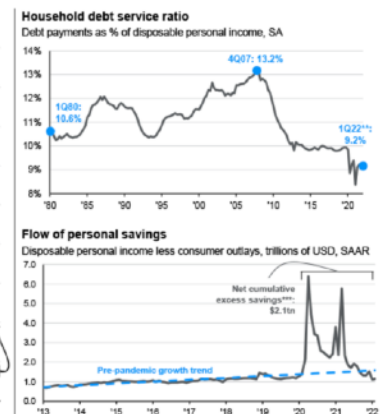 Household debt service ratio
Debt payments as % of disposable personal income, SA
14%
4Q07: 13.2%
13%
12%
1Q80:
10.6%
11%
1Q22**:
9.2%
10%
9%
8%
'80 '85 '90 '95 '00 '05 '10 '15 '20
Flow of personal savings
Disposable personal income less consumer outlays, trillions of USD, SAAR
7.0
6.0
Net cumulative
excess savings***:
$2.1tn
5.0
4.0
3.0
2.0
Pre-pandemic growth trend
1.0
0.0
'13 '14 '15 '16 '17 '18 '19 '20 '21 '22